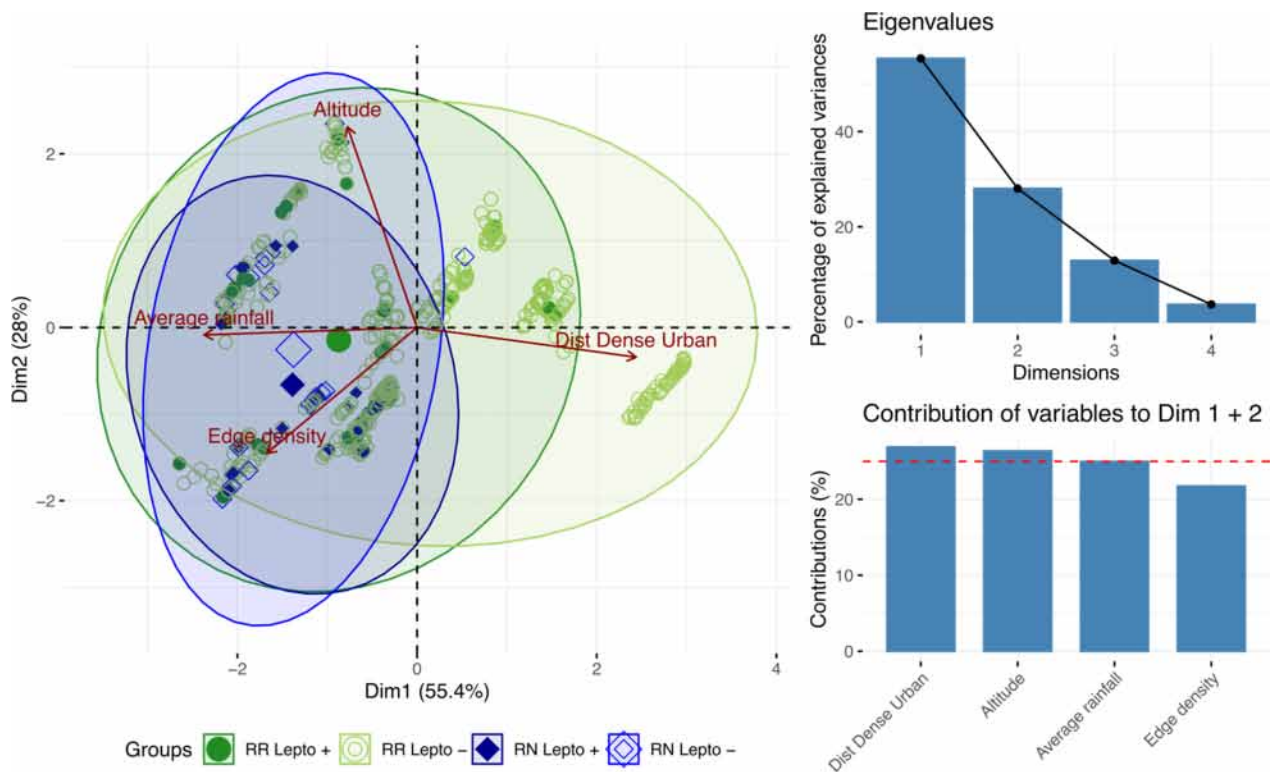 Altitude
Average rainfall
Dist Dense Urban
Edge density
2
0
−2
−2
0
2
4
Dim2 (28%)
Dim1 (55.4%)
Groups
RR Lepto +
RR Lepto −
RN Lepto +
RN Lepto −
Eigenvalues
Percentage of explained variances
40
20
0
1
2
3
4
Dimensions
Contribution of variables to Dim 1 + 2
Contributions (%)
20
10
0
Dist Dense Urban
Altitude
Average rainfall
Edge density